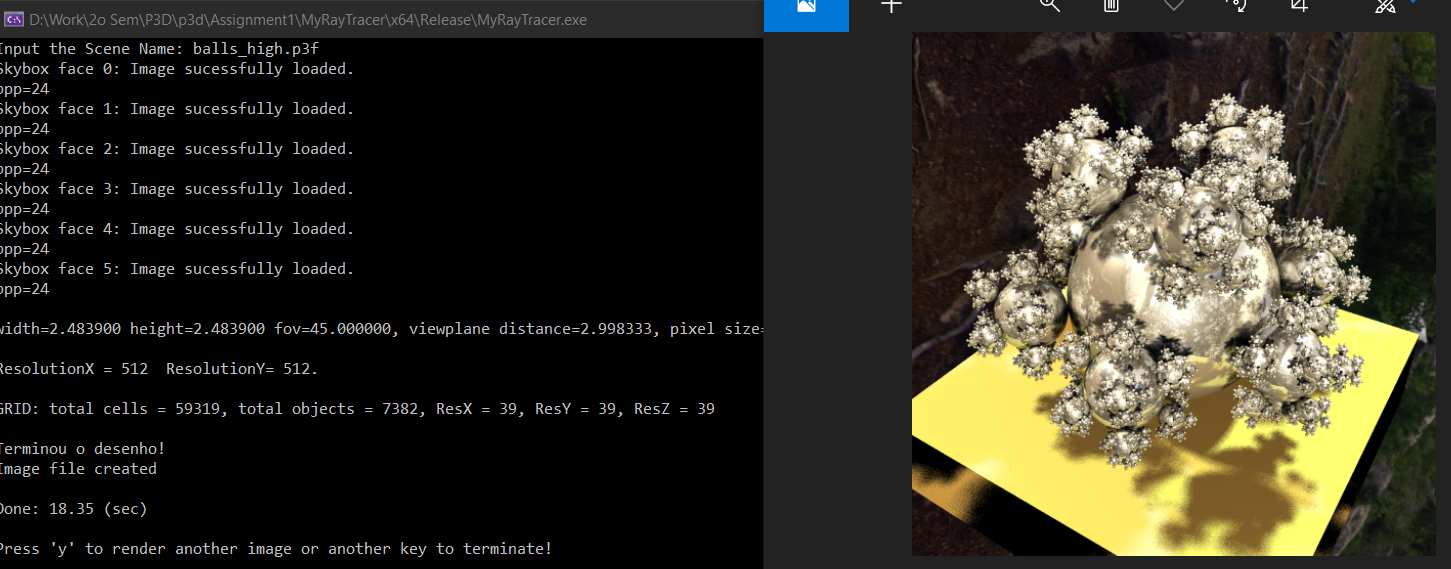 D:\Work\2o Sem\P3D\p3d\Assignment1\MyRayTracer\x64\Release\MyRayTracer.exe
Input the Scene Name: balls_high.p3f
Skybox face 0: Image sucessfully loaded.
bpp=24
Skybox face 1: Image sucessfully loaded.
bpp=24
Skybox face 2: Image sucessfully loaded.
bpp=24
Skybox face 3: Image sucessfully loaded.
bpp=24
Skybox face 4: Image sucessfully loaded.
bpp=24
Skybox face 5: Image sucessfully loaded.
bpp=24
width=2.483900 height=2.483900 fov=45.000000, viewplane distance=2.998333, pixel size=
ResolutionX = 512  ResolutionY= 512.
GRID: total cells = 59319, total objects = 7382, ResX = 39, ResY = 39, ResZ = 39
Terminou o desenho!
Image file created
Done: 18.35 (sec)
Press 'y' to render another image or another key to terminate!